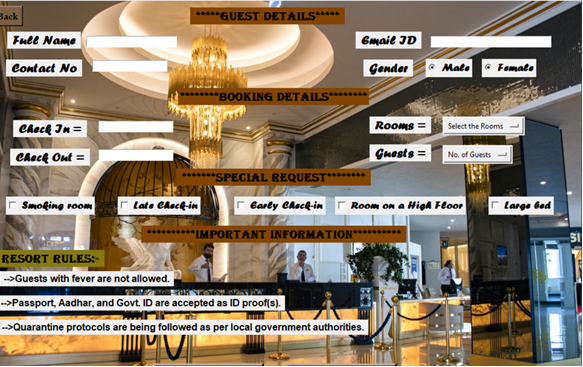 Back
*****GUEST DETAILS*****
Full Name
Gmail ID
Contact No
Gender Male Female
********BOOKING DETAILS********
Check In =
Rooms = Select the Rooms
Check Out =
Guests = No. of Guests
********SPECIAL REQUEST*********
Smoking room Late Check-in Early Check-in Room on a High Floor Large bed
**********IMPORTANT INFORMATION**********
RESORT RULES:-
-->Guests with fever are not allowed.
-->Passport, Aadhar, and Govt. ID are accepted as ID proof(s).
-->Quarantine protocols are being followed as per local government authorities.